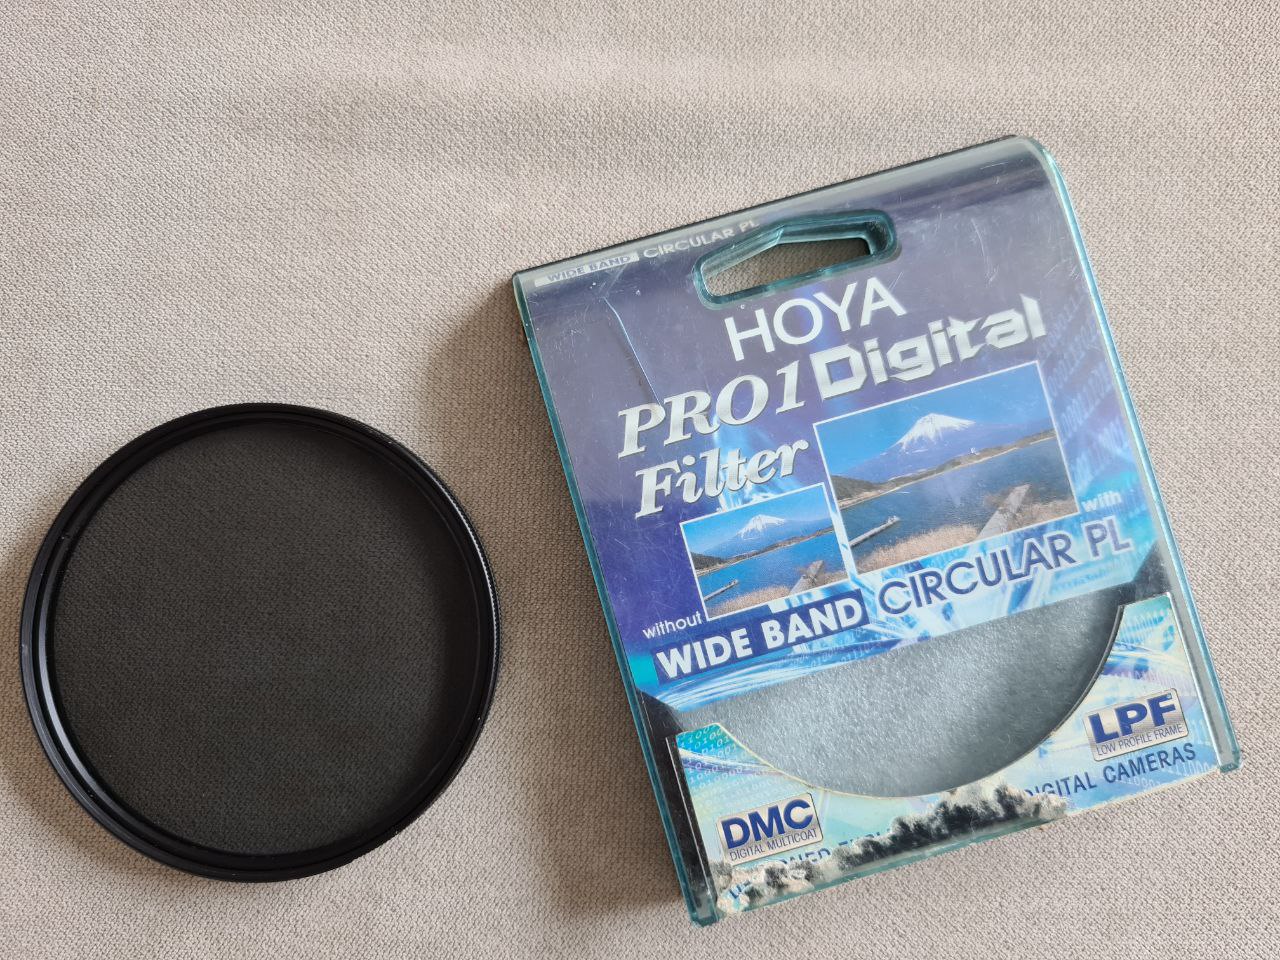 WIDE BAND CIRCULAR PL
HOYA
PRO1 Digital
Filter
without
with
WIDE BAND CIRCULAR PL
LPF
LOW PROFILE FRAME
DMC
DIGITAL MULTICOAT
DIGITAL CAMERAS